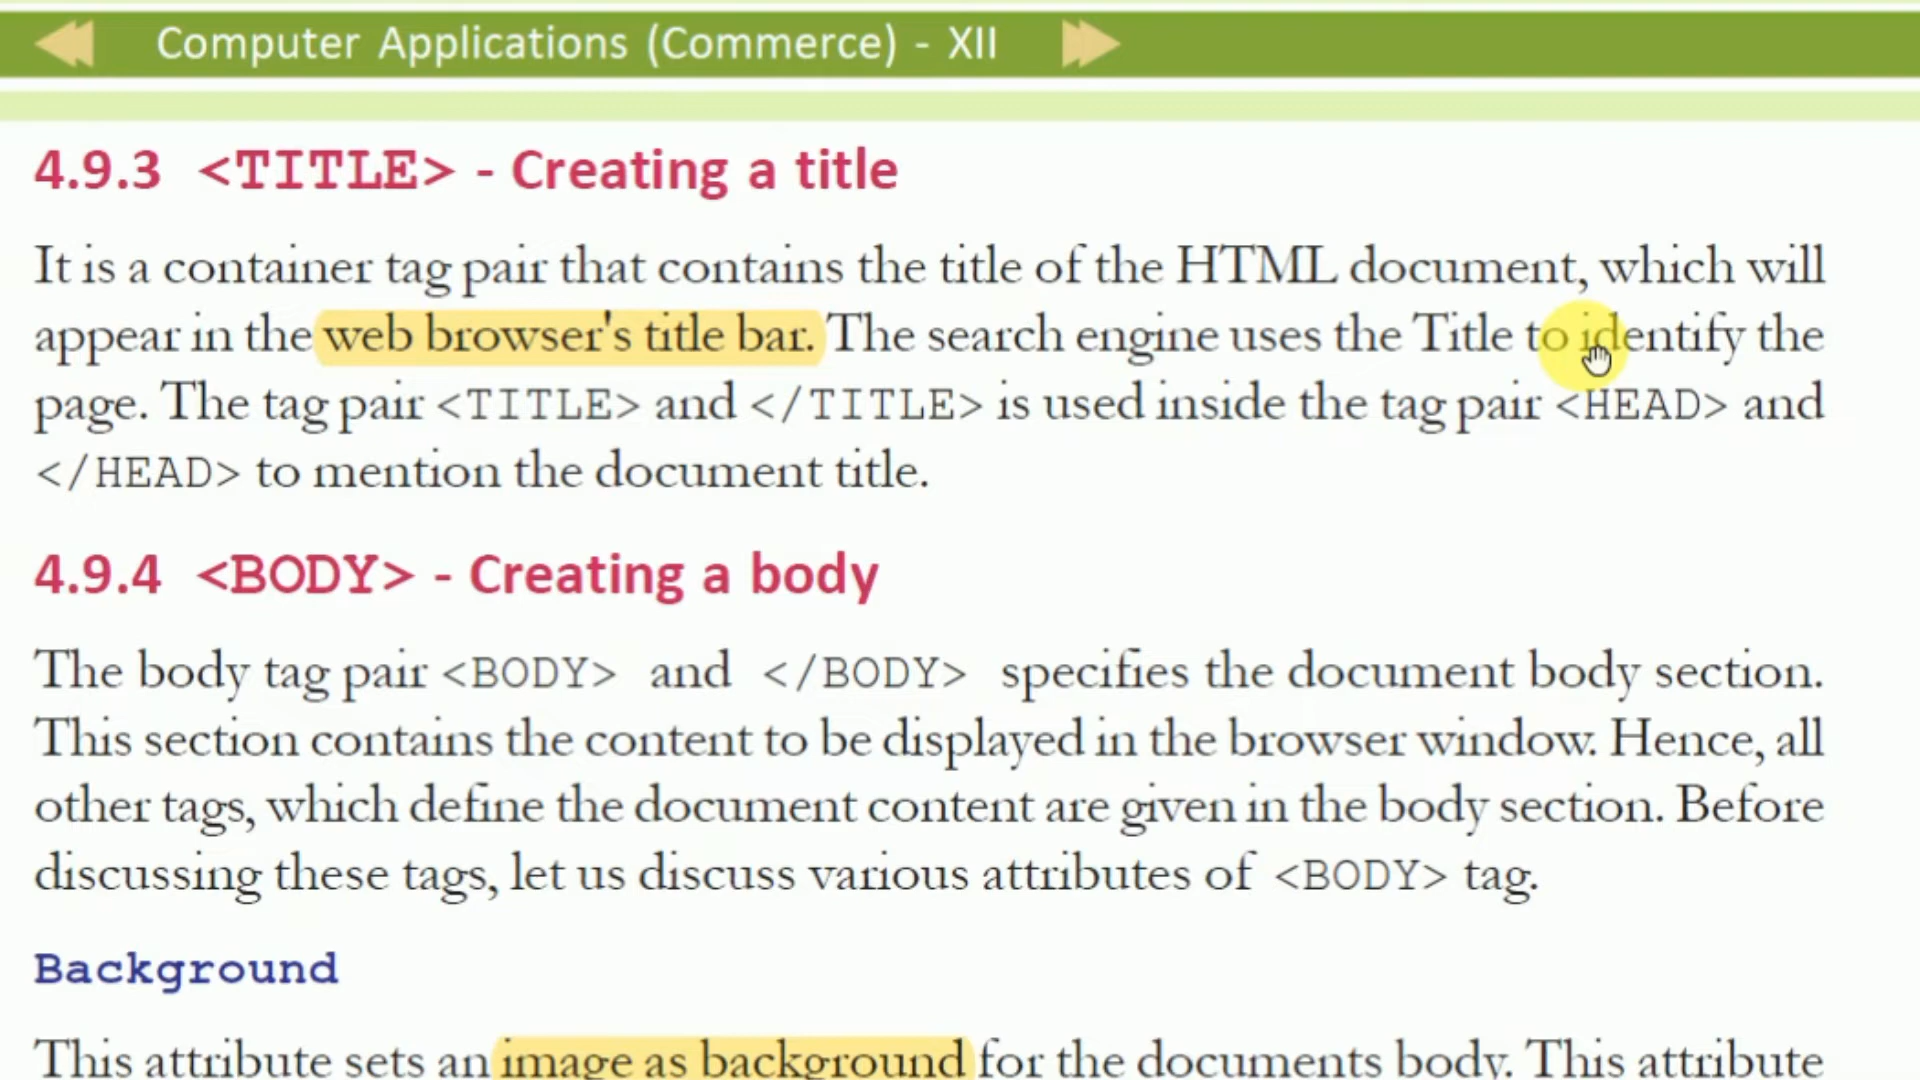 Computer Applications (Commerce) - XII
4.9.3 <TITLE> - Creating a title
It is a container tag pair that contains the title of the HTML document, which will
appear in the web browser's title bar. The search engine uses the Title to identify the
page. The tag pair <TITLE> and </TITLE> is used inside the tag pair <HEAD> and
</HEAD> to mention the document title.
4.9.4 <BODY> - Creating a body
The body tag pair <BODY> and </BODY> specifies the document body section.
This section contains the content to be displayed in the browser window. Hence, all
other tags, which define the document content are given in the body section. Before
discussing these tags, let us discuss various attributes of <BODY> tag.
Background
This attribute sets an image as background for the documents body. This attribute